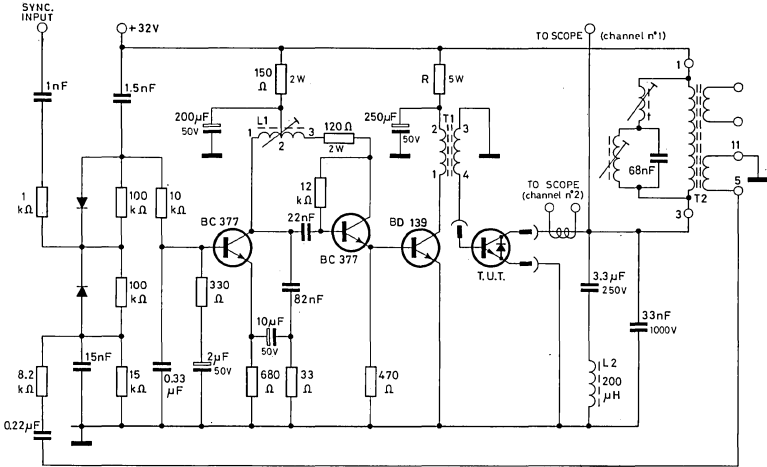 SYNC.
INPUT
+32V
TO SCOPE (channel n°1)
1nF
1.5nF
150
Ω
2W
R
5W
1
200µF
50V
L1
1
2
3
120Ω
2W
250µF
50V
T1
2
3
1
4
68nF
11
5
T2
3
1
kΩ
100
kΩ
10
kΩ
12
kΩ
22nF
BC 377
BC 377
BD 139
TO SCOPE
(channel n°2)
T.U.T.
100
kΩ
330
Ω
82nF
3.3µF
250V
33nF
1000V
10µF
50V
15nF
8.2
kΩ
15
kΩ
0.33
µF
2µF
50V
680
Ω
33
Ω
470
Ω
L2
200
µH
0.22µF